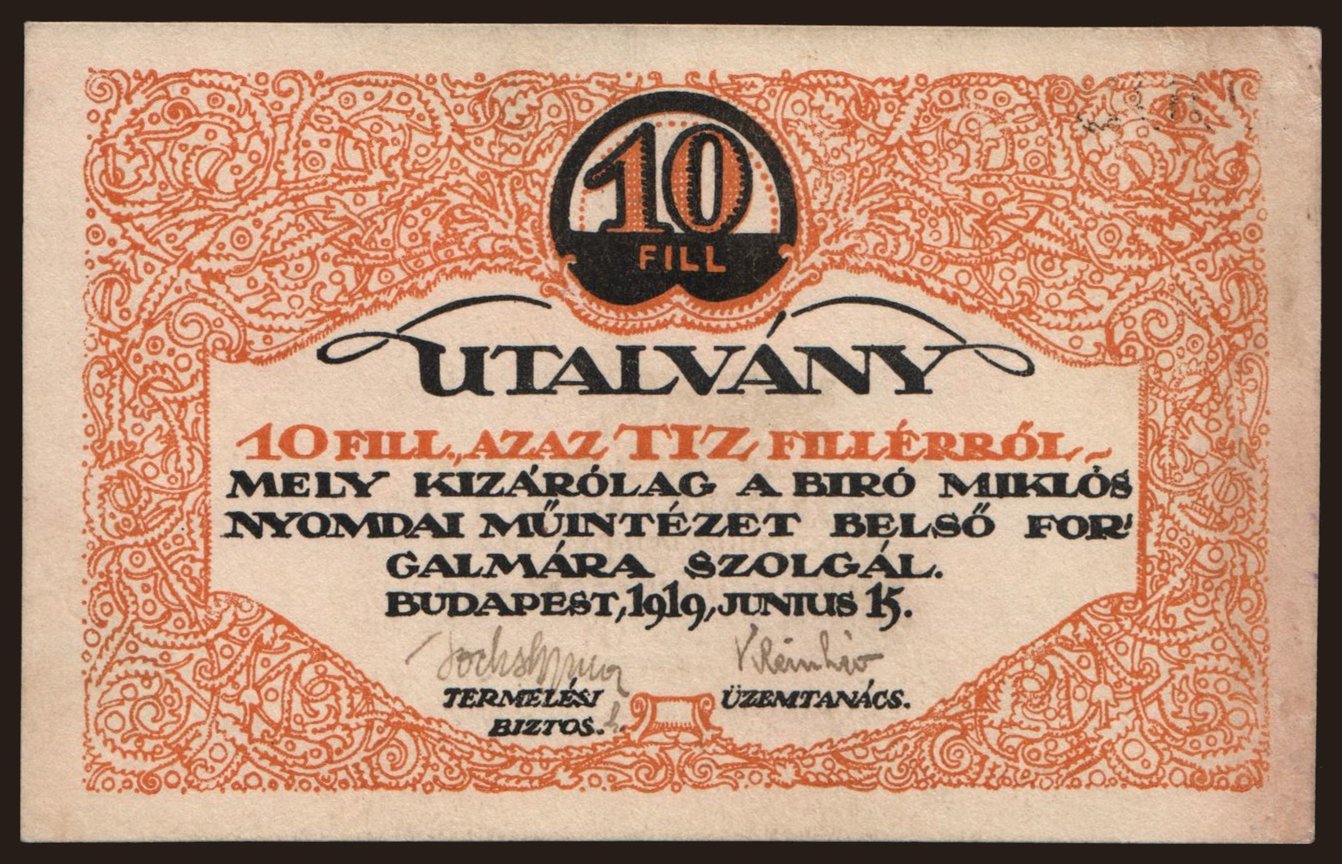 10
FILL
UTALVÁNY
10 FILL., AZAZ TIZ FILLÉRRŐL~
MELY KIZÁRÓLAG A BIRÓ MIKLÓS
NYOMDAI MŰINTÉZET BELSŐ FOR-
GALMÁRA SZOLGÁL.
BUDAPEST, 1919, JUNIUS 15.
TERMELÉSI ÜZEMTANÁCS.
BIZTOS.